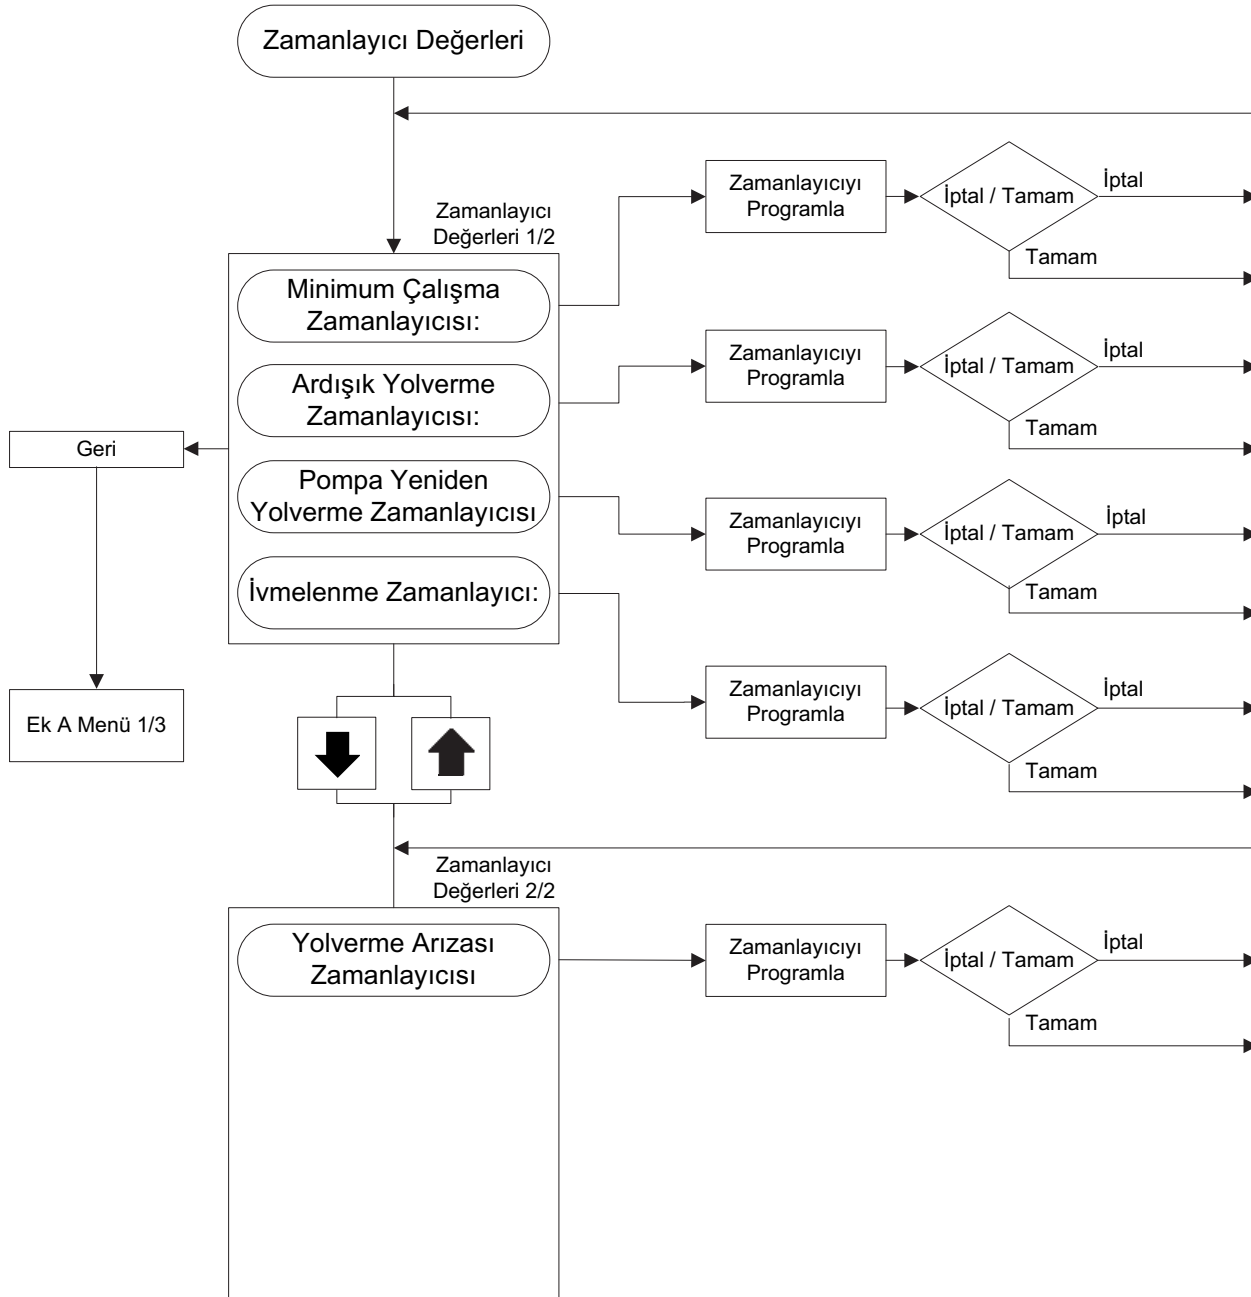 Zamanlayıcı Değerleri
Zamanlayıcı
Değerleri 1/2
Minimum Çalışma
Zamanlayıcısı:
Zamanlayıcıyı
Programla
İptal / Tamam
İptal
Tamam
Ardışık Yolverme
Zamanlayıcısı:
Zamanlayıcıyı
Programla
İptal / Tamam
İptal
Tamam
Geri
Pompa Yeniden
Yolverme Zamanlayıcısı
Zamanlayıcıyı
Programla
İptal / Tamam
İptal
Tamam
İvmelenme Zamanlayıcı:
Zamanlayıcıyı
Programla
İptal / Tamam
İptal
Tamam
Ek A Menü 1/3
Zamanlayıcı
Değerleri 2/2
Yolverme Arızası
Zamanlayıcısı
Zamanlayıcıyı
Programla
İptal / Tamam
İptal
Tamam